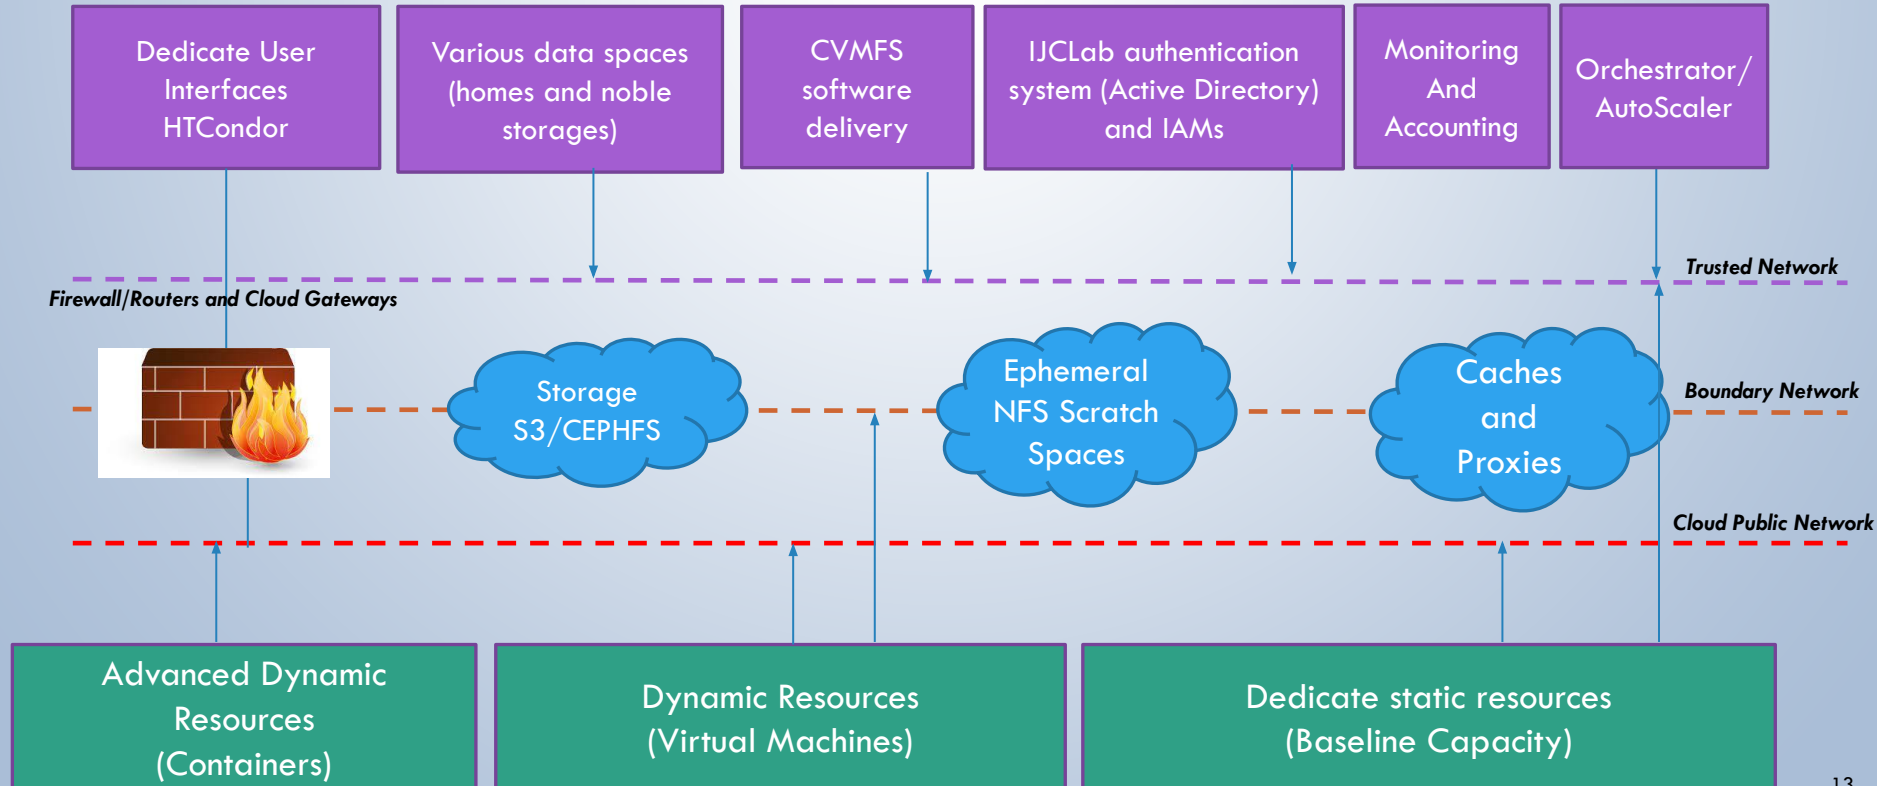 Dedicate User
Interfaces
HTCondor
Various data spaces
(homes and noble
storages)
CVMFS
software
delivery
IJCLab authentication
system (Active Directory)
and IAMs
Monitoring
And
Accounting
Orchestrator/
AutoScaler
Trusted Network
Firewall/Routers and Cloud Gateways
Storage
S3/CEPHFS
Ephemeral
NFS Scratch
Spaces
Caches
and
Proxies
Boundary Network
Cloud Public Network
Advanced Dynamic
Resources
(Containers)
Dynamic Resources
(Virtual Machines)
Dedicate static resources
(Baseline Capacity)
13